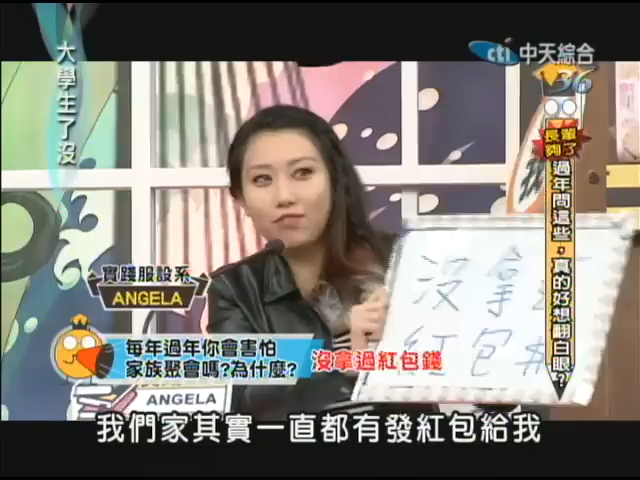 大學生了沒
cti 中天綜合
36
長輩夠了
過年問這些，真的好想翻白眼？
沒拿
紅包
實踐服設系
ANGELA
每年過年你會害怕
家族聚會嗎?為什麼?
沒拿過紅包錢
ANGELA
我們家其實一直都有發紅包給我